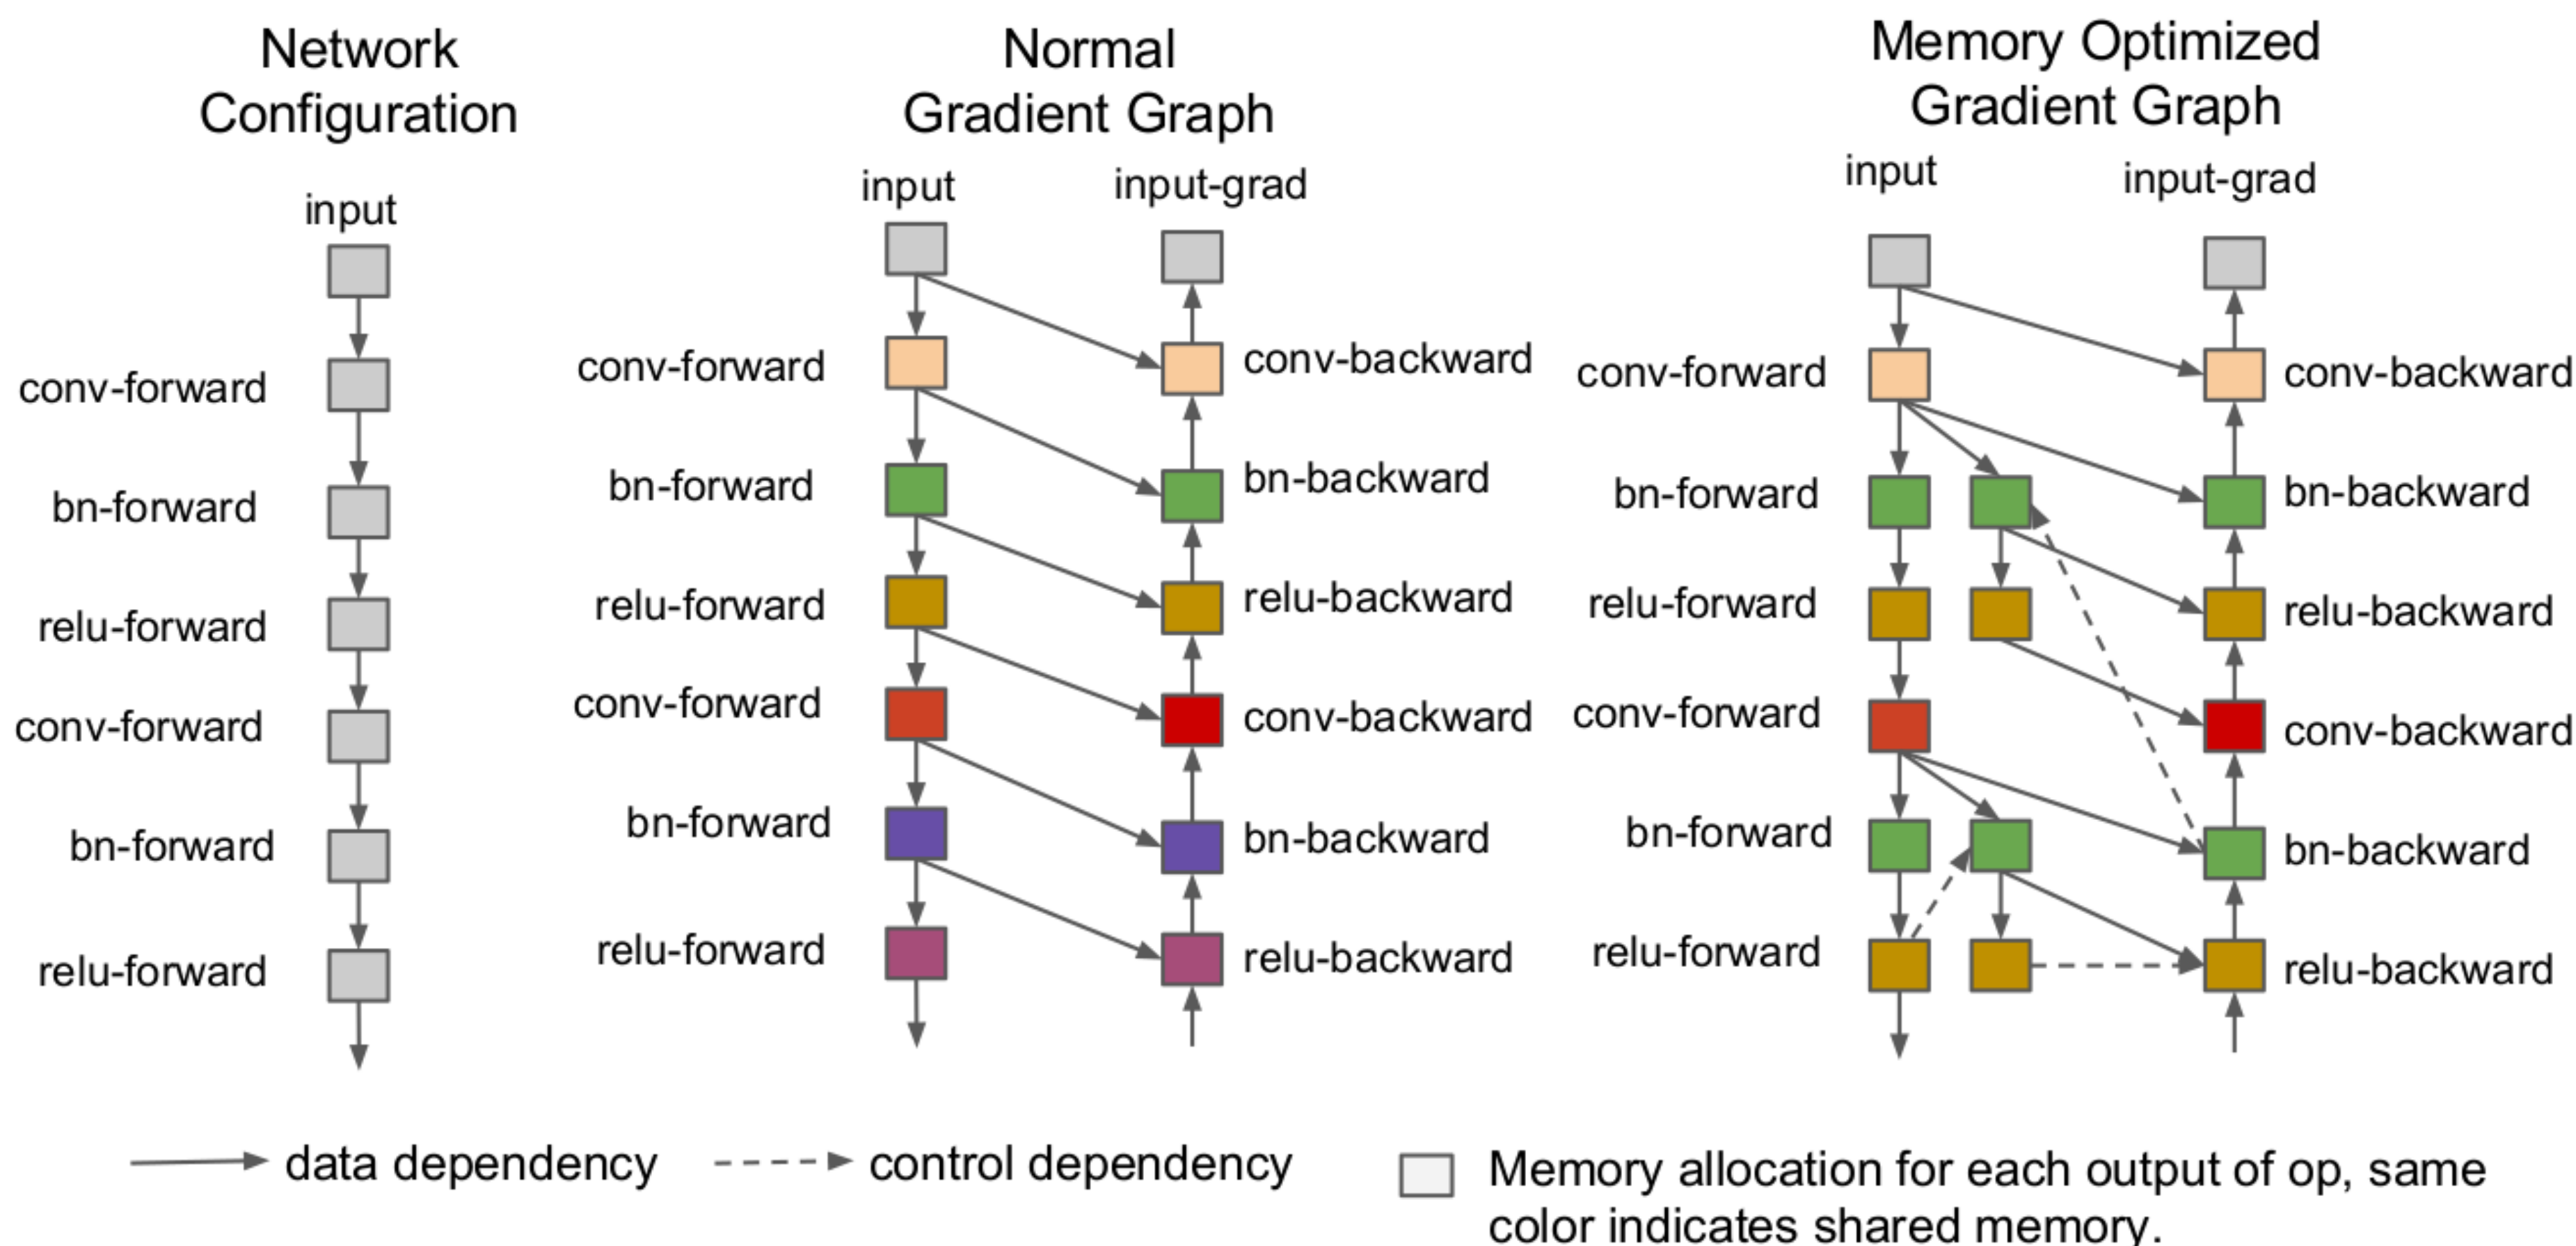 Network
Configuration
input
conv-forward
bn-forward
relu-forward
conv-forward
bn-forward
relu-forward
Normal
Gradient Graph
input
input-grad
conv-forward
conv-backward
bn-forward
bn-backward
relu-forward
relu-backward
conv-forward
conv-backward
bn-forward
bn-backward
relu-forward
relu-backward
Memory Optimized
Gradient Graph
input
input-grad
conv-forward
conv-backward
bn-forward
bn-backward
relu-forward
relu-backward
conv-forward
conv-backward
bn-forward
bn-backward
relu-forward
relu-backward
data dependency
control dependency
Memory allocation for each output of op, same
color indicates shared memory.